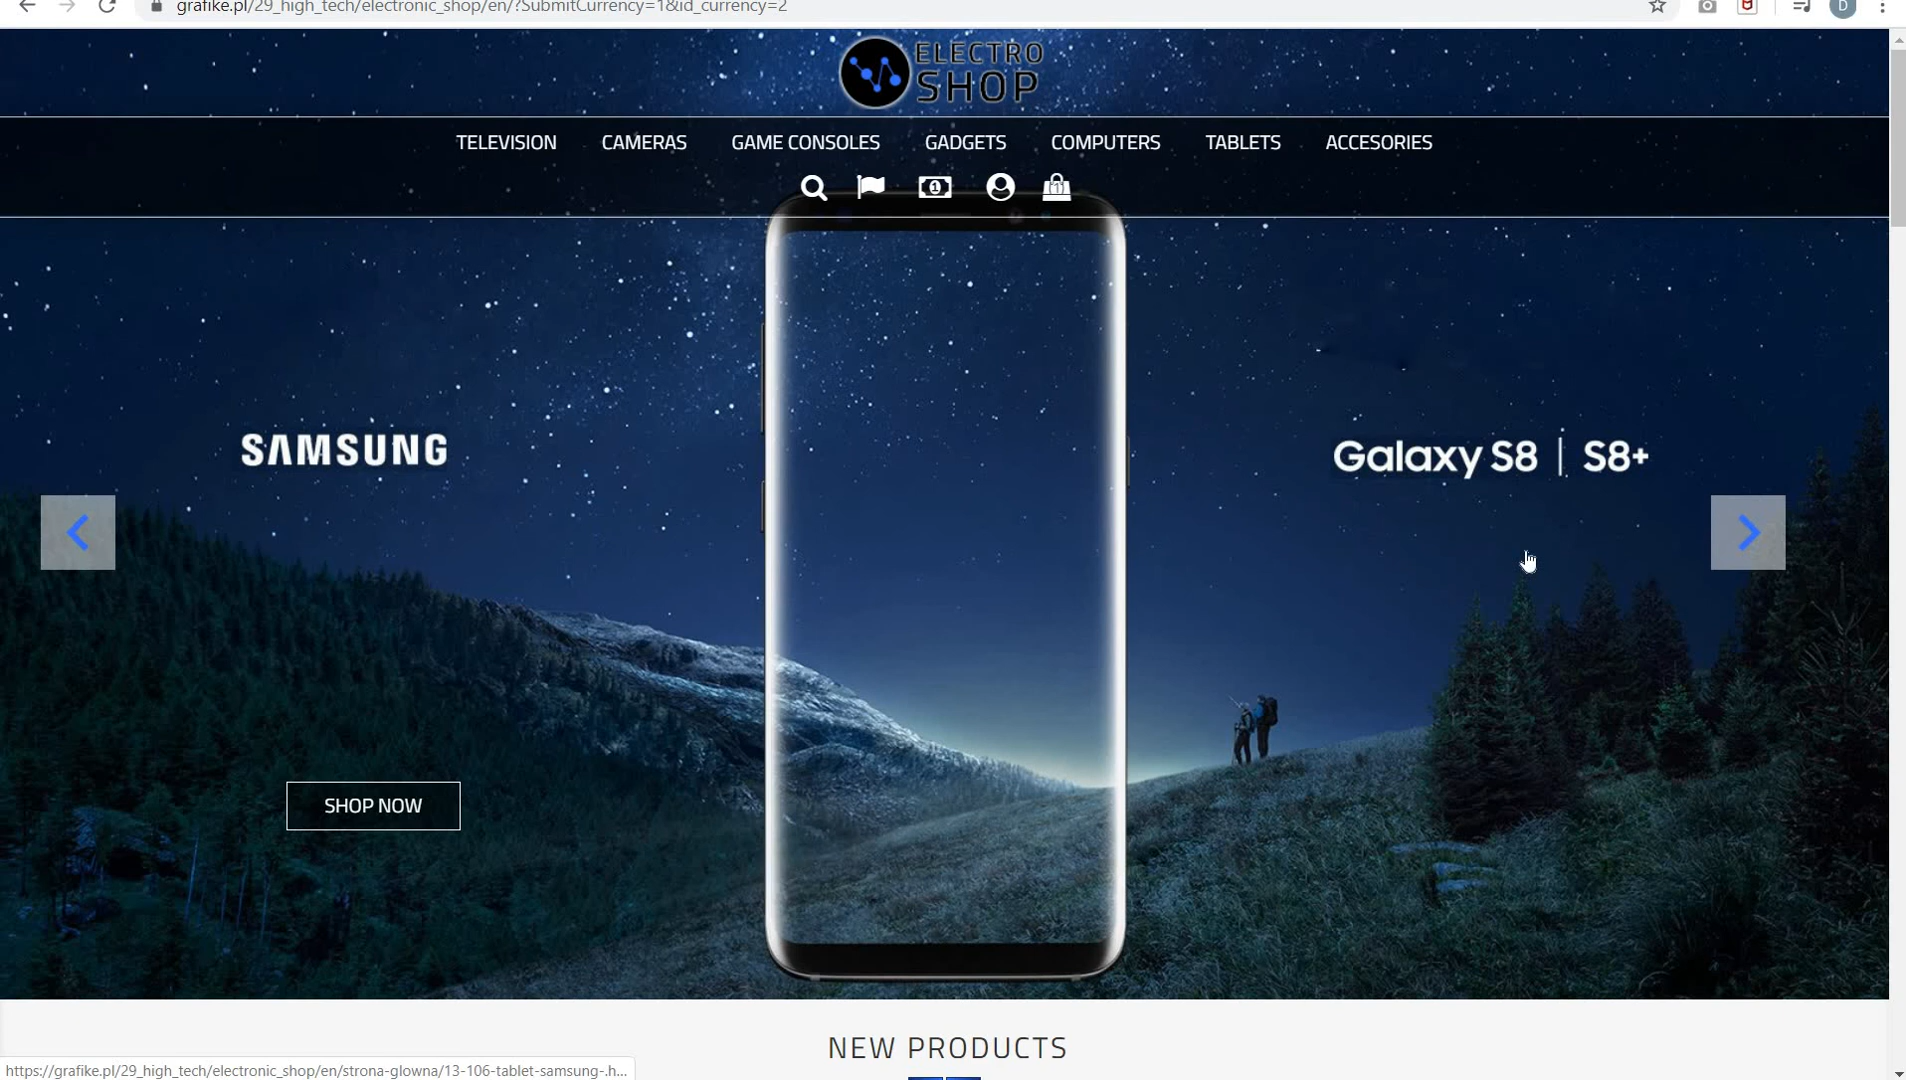 grafike.pl/29_high_tech/electronic_shop/en/?SubmitCurrency=1&id_currency=2
D
ELECTRO
SHOP
TELEVISION CAMERAS GAME CONSOLES GADGETS COMPUTERS TABLETS ACCESORIES
1 1
SAMSUNG
Galaxy S8 | S8+
SHOP NOW
NEW PRODUCTS
https://grafike.pl/29_high_tech/electronic_shop/en/strona-glowna/13-106-tablet-samsung-.h...